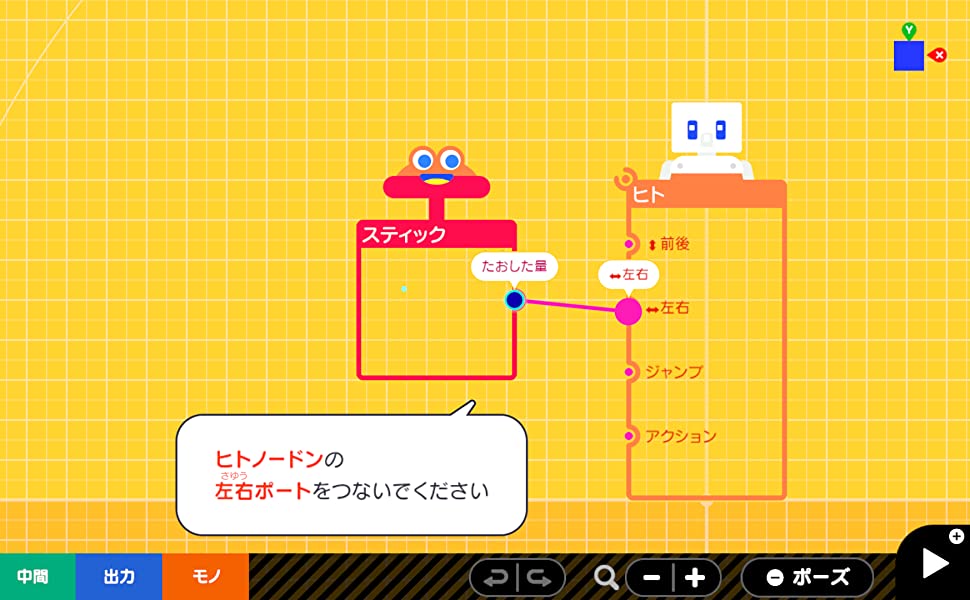 Y
X
ヒト
スティック
前後
たおした量
左右
左右
ジャンプ
アクション
ヒトノードンの
さゆう
左右ポートをつないでください
中間
出力
モノ
ポーズ